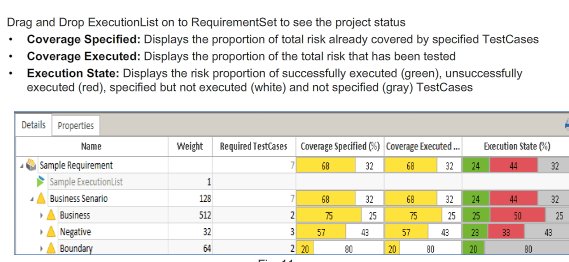 Drag and Drop ExecutionList on to RequirementSet to see the project status
• Coverage Specified: Displays the proportion of total risk already covered by specified TestCases
• Coverage Executed: Displays the proportion of the total risk that has been tested
• Execution State: Displays the risk proportion of successfully executed (green), unsuccessfully
executed (red), specified but not executed (white) and not specified (gray) TestCases
Details Properties
Name Weight Required TestCases Coverage Specified (%) Coverage Executed ... Execution State (%)
Sample Requirement 7 68 32 68 32 24 44 32
Sample ExecutionList 1
Business Senario 128 7 68 32 68 32 24 44 32
Business 512 2 75 25 75 25 25 50 25
Negative 32 3 57 43 57 43 23 33 43
Boundary 64 2 20 80 20 80 20 80